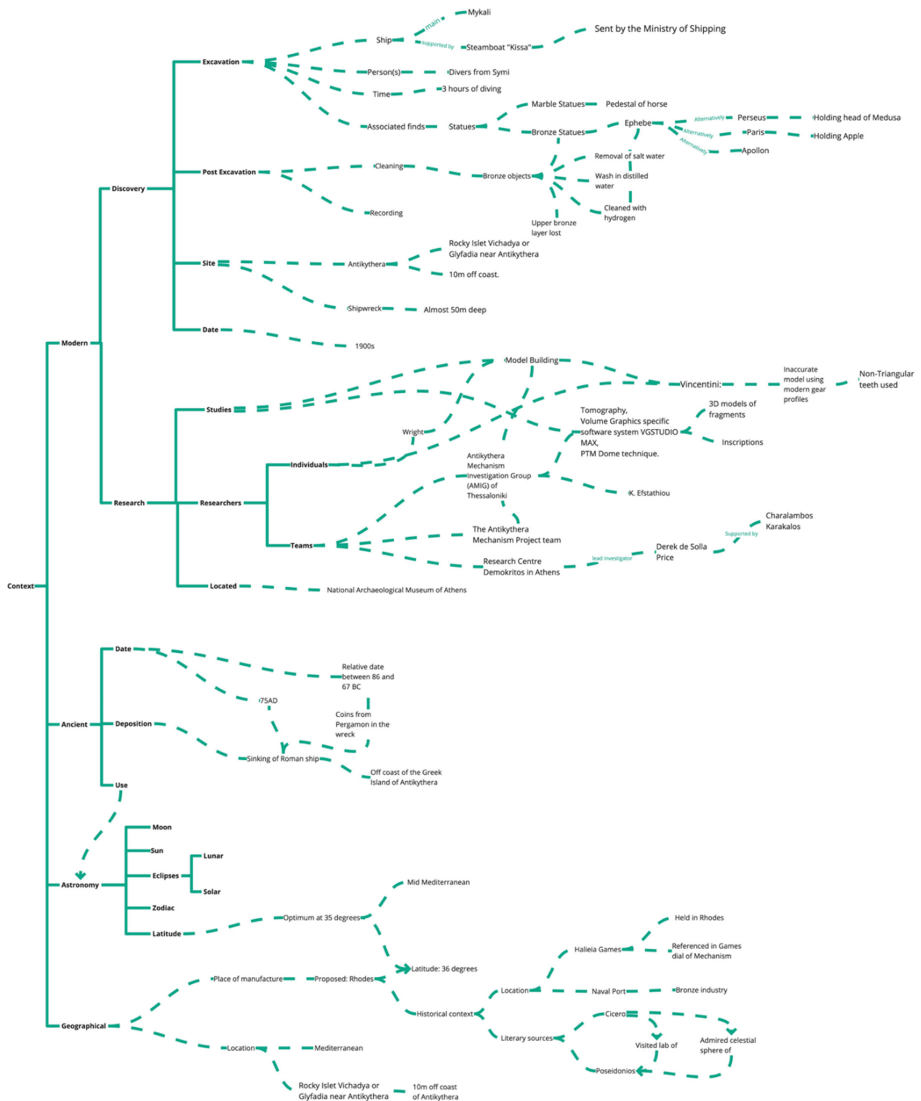 Mykali
main
Ship
Sent by the Ministry of Shipping
supported by
Steamboat "Kissa"
Excavation
Person(s)
Divers from Symi
Time
3 hours of diving
Marble Statues
Pedestal of horse
Associated finds
Statues
Bronze Statues
Ephebe
Alternatively
Perseus
Holding head of Medusa
Alternatively
Paris
Holding Apple
Alternatively
Apollon
Post Excavation
Cleaning
Bronze objects
Removal of salt water
Wash in distilled
water
Cleaned with
hydrogen
Upper bronze
layer lost
Recording
Discovery
Site
Antikythera
Rocky Islet Vichadya or
Glyfadia near Antikythera
10m off coast.
Shipwreck
Almost 50m deep
Date
1900s
Modern
Model Building
Vincentini:
Inaccurate
model using
modern gear
profiles
Non-Triangular
teeth used
Studies
Wright
Tomography,
Volume Graphics specific
software system VGSTUDIO
MAX,
PTM Dome technique.
3D models of
fragments
Inscriptions
Individuals
Antikythera
Mechanism
Investigation Group
(AMIG) of
Thessaloniki
K. Efstathiou
Research
Researchers
Teams
The Antikythera
Mechanism Project team
Research Centre
Demokritos in Athens
lead investigator
Derek de Solla
Price
Supported by
Charalambos
Karakalos
Located
National Archaeological Museum of Athens
Context
Date
Relative date
between 86 and
67 BC
75AD
Coins from
Pergamon in the
wreck
Ancient
Deposition
Sinking of Roman ship
Off coast of the Greek
Island of Antikythera
Use
Astronomy
Moon
Sun
Eclipses
Lunar
Solar
Zodiac
Latitude
Optimum at 35 degrees
Mid Mediterranean
Latitude: 36 degrees
Geographical
Place of manufacture
Proposed: Rhodes
Historical context
Location
Halieia Games
Held in Rhodes
Referenced in Games
dial of Mechanism
Naval Port
Bronze industry
Literary sources
Cicero
Visited lab of
Admired celestial
sphere of
Poseidonios
Location
Mediterranean
Rocky Islet Vichadya or
Glyfadia near Antikythera
10m off coast
of Antikythera